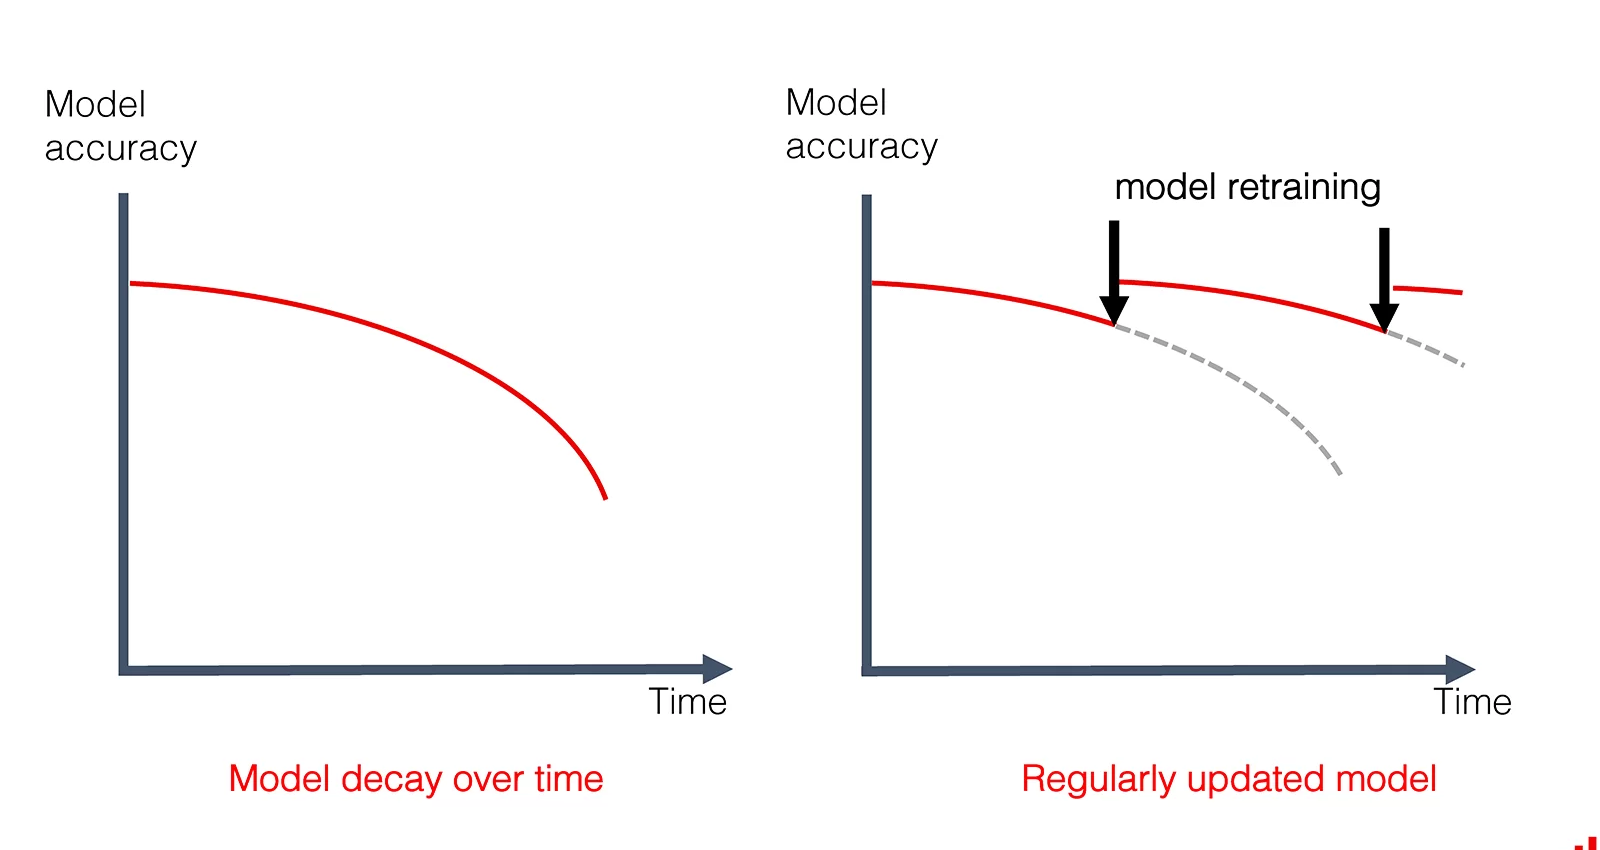 Model
accuracy
Time
Model decay over time
Model
accuracy
model retraining
Time
Regularly updated model